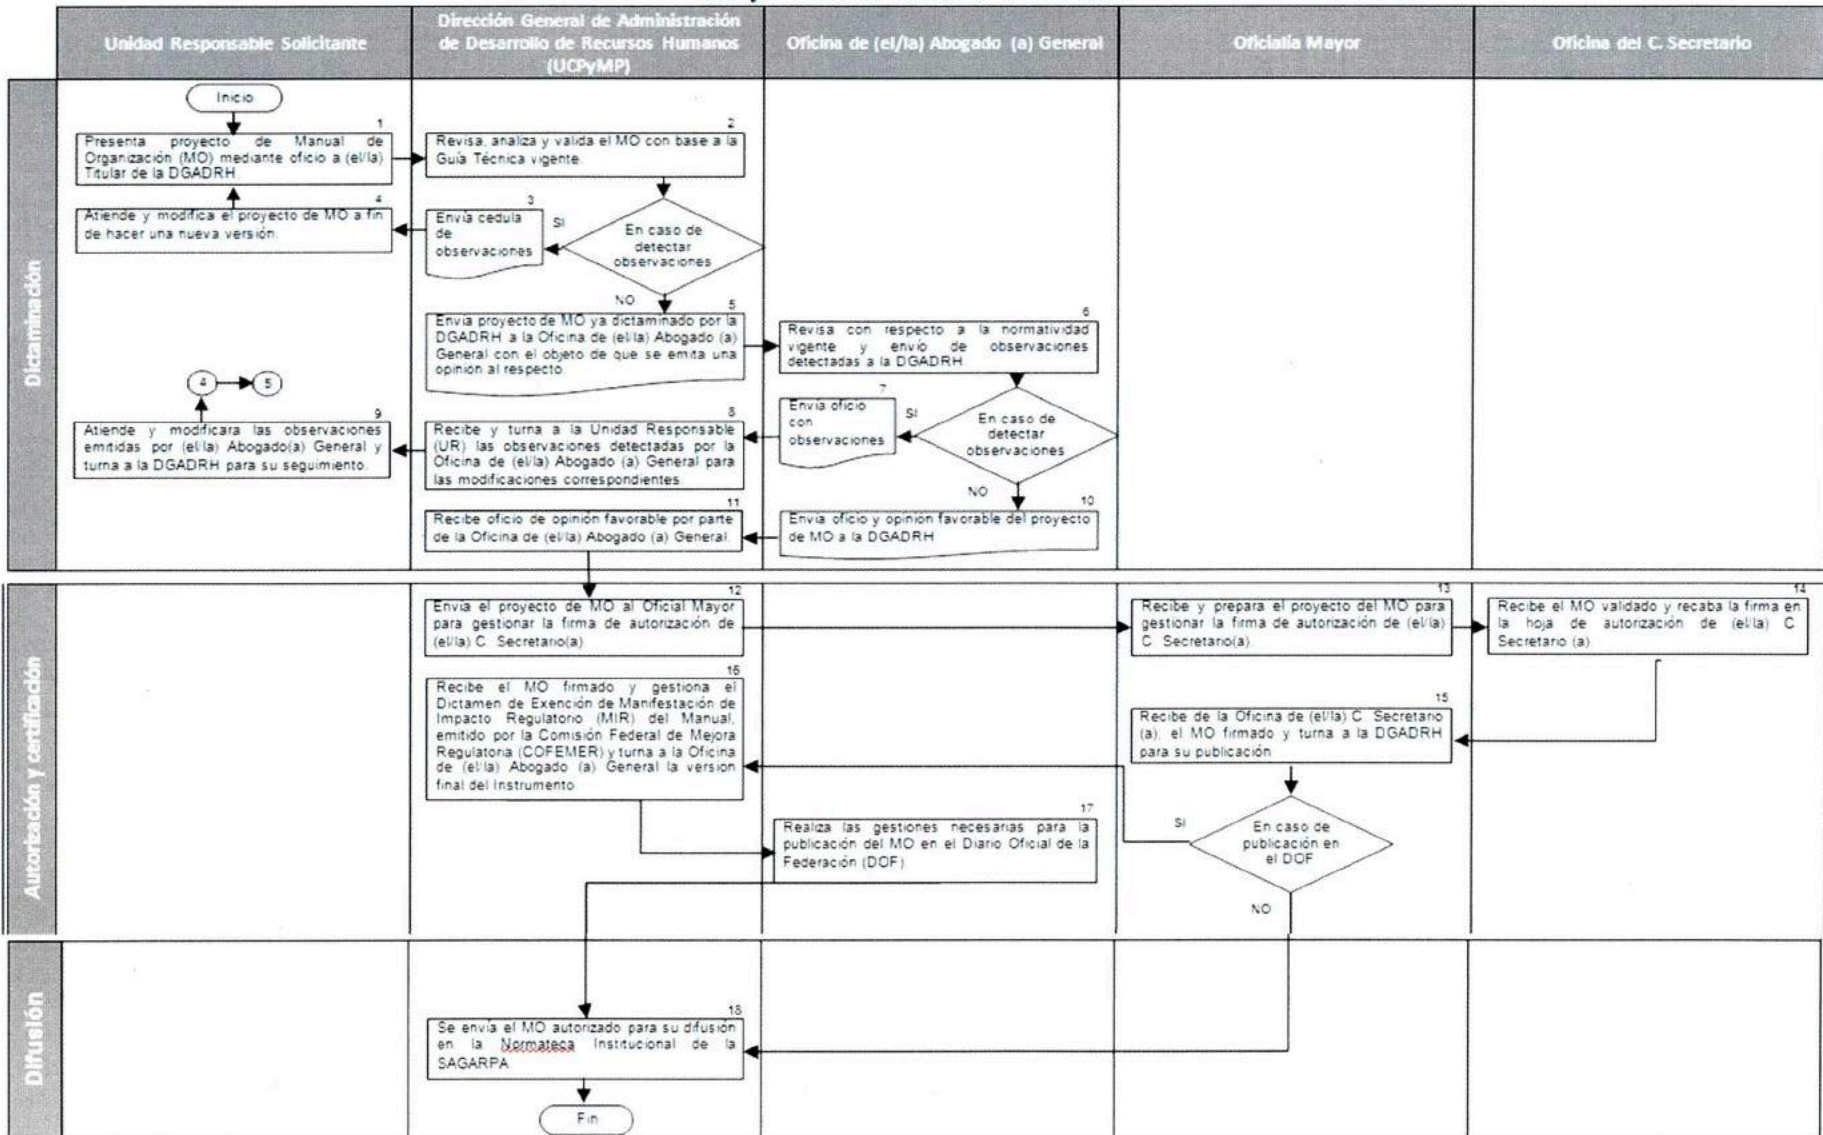 Unidad Responsable Solicitante
Dirección General de Administración
de Desarrollo de Recursos Humanos
(UCPyMP)
Oficina de (el/la) Abogado (a) General
Oficialía Mayor
Oficina del C. Secretario
Dictaminación
Inicio
1
Presenta proyecto de Manual de
Organización (MO) mediante oficio a (el/la)
Titular de la DGADRH.
2
Revisa, analiza y valida el MO con base a la
Guía Técnica vigente.
En caso de
detectar
observaciones
SI
3
Envía cedula
de
observaciones
4
Atiende y modifica el proyecto de MO a fin
de hacer una nueva versión.
NO
5
Envía proyecto de MO ya dictaminado por la
DGADRH a la Oficina de (el/la) Abogado (a)
General con el objeto de que se emita una
opinión al respecto.
6
Revisa con respecto a la normatividad
vigente y envío de observaciones
detectadas a la DGADRH
En caso de
detectar
observaciones
SI
7
Envía oficio
con
observaciones
8
Recibe y turna a la Unidad Responsable
(UR) las observaciones detectadas por la
Oficina de (el/la) Abogado (a) General para
las modificaciones correspondientes.
4
5
9
Atiende y modificara las observaciones
emitidas por (el/la) Abogado(a) General y
turna a la DGADRH para su seguimiento.
NO
10
Envía oficio y opinión favorable del proyecto
de MO a la DGADRH
11
Recibe oficio de opinión favorable por parte
de la Oficina de (el/la) Abogado (a) General.
Autorización y certificación
12
Envía el proyecto de MO al Oficial Mayor
para gestionar la firma de autorización de
(el/la) C. Secretario(a)
13
Recibe y prepara el proyecto del MO para
gestionar la firma de autorización de (el/la)
C. Secretario(a)
14
Recibe el MO validado y recaba la firma en
la hoja de autorización de (el/la) C
Secretario (a)
15
Recibe de la Oficina de (el/la) C. Secretario
(a), el MO firmado y turna a la DGADRH
para su publicación
En caso de
publicación en
el DOF
SI
NO
16
Recibe el MO firmado y gestiona el
Dictamen de Exención de Manifestación de
Impacto Regulatorio (MIR) del Manual,
emitido por la Comisión Federal de Mejora
Regulatoria (COFEMER) y turna a la Oficina
de (el/la) Abogado (a) General la versión
final del Instrumento
17
Realiza las gestiones necesarias para la
publicación del MO en el Diario Oficial de la
Federación (DOF)
Difusión
18
Se envía el MO autorizado para su difusión
en la Normateca Institucional de la
SAGARPA
Fin